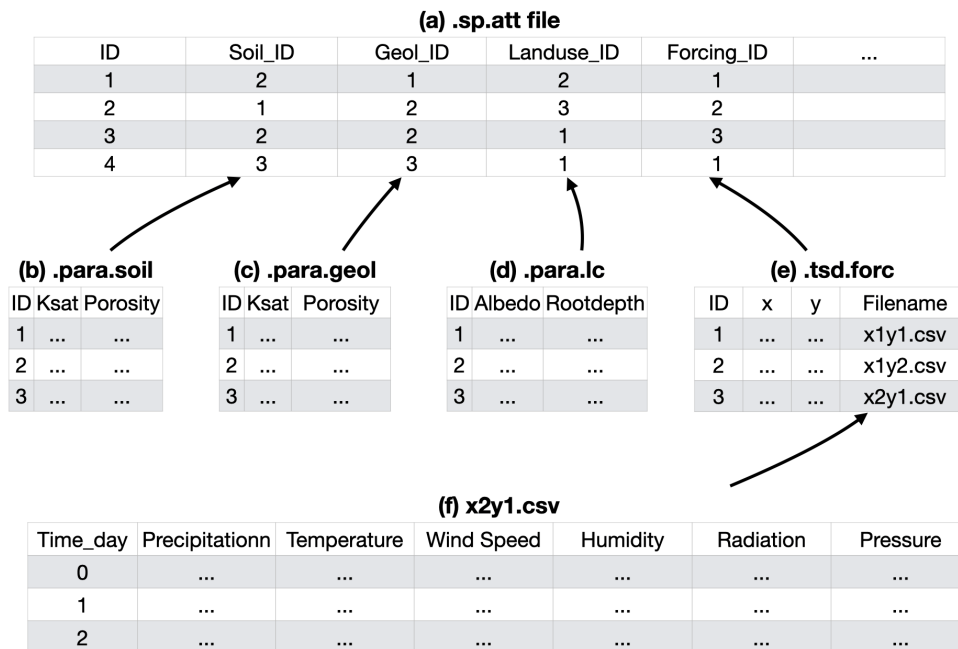 (a) .sp.att file
ID Soil_ID Geol_ID Landuse_ID Forcing_ID ...
1 2 1 2 1
2 1 2 3 2
3 2 2 1 3
4 3 3 1 1
(b) .para.soil (c) .para.geol (d) .para.lc (e) .tsd.forc
ID Ksat Porosity ID Ksat Porosity ID Albedo Rootdepth ID x y Filename
1 ... ... 1 ... ... 1 ... ... 1 ... ... x1y1.csv
2 ... ... 2 ... ... 2 ... ... 2 ... ... x1y2.csv
3 ... ... 3 ... ... 3 ... ... 3 ... ... x2y1.csv
(f) x2y1.csv
Time_day Precipitationn Temperature Wind Speed Humidity Radiation Pressure
0 ... ... ... ... ... ...
1 ... ... ... ... ... ...
2 ... ... ... ... ... ...